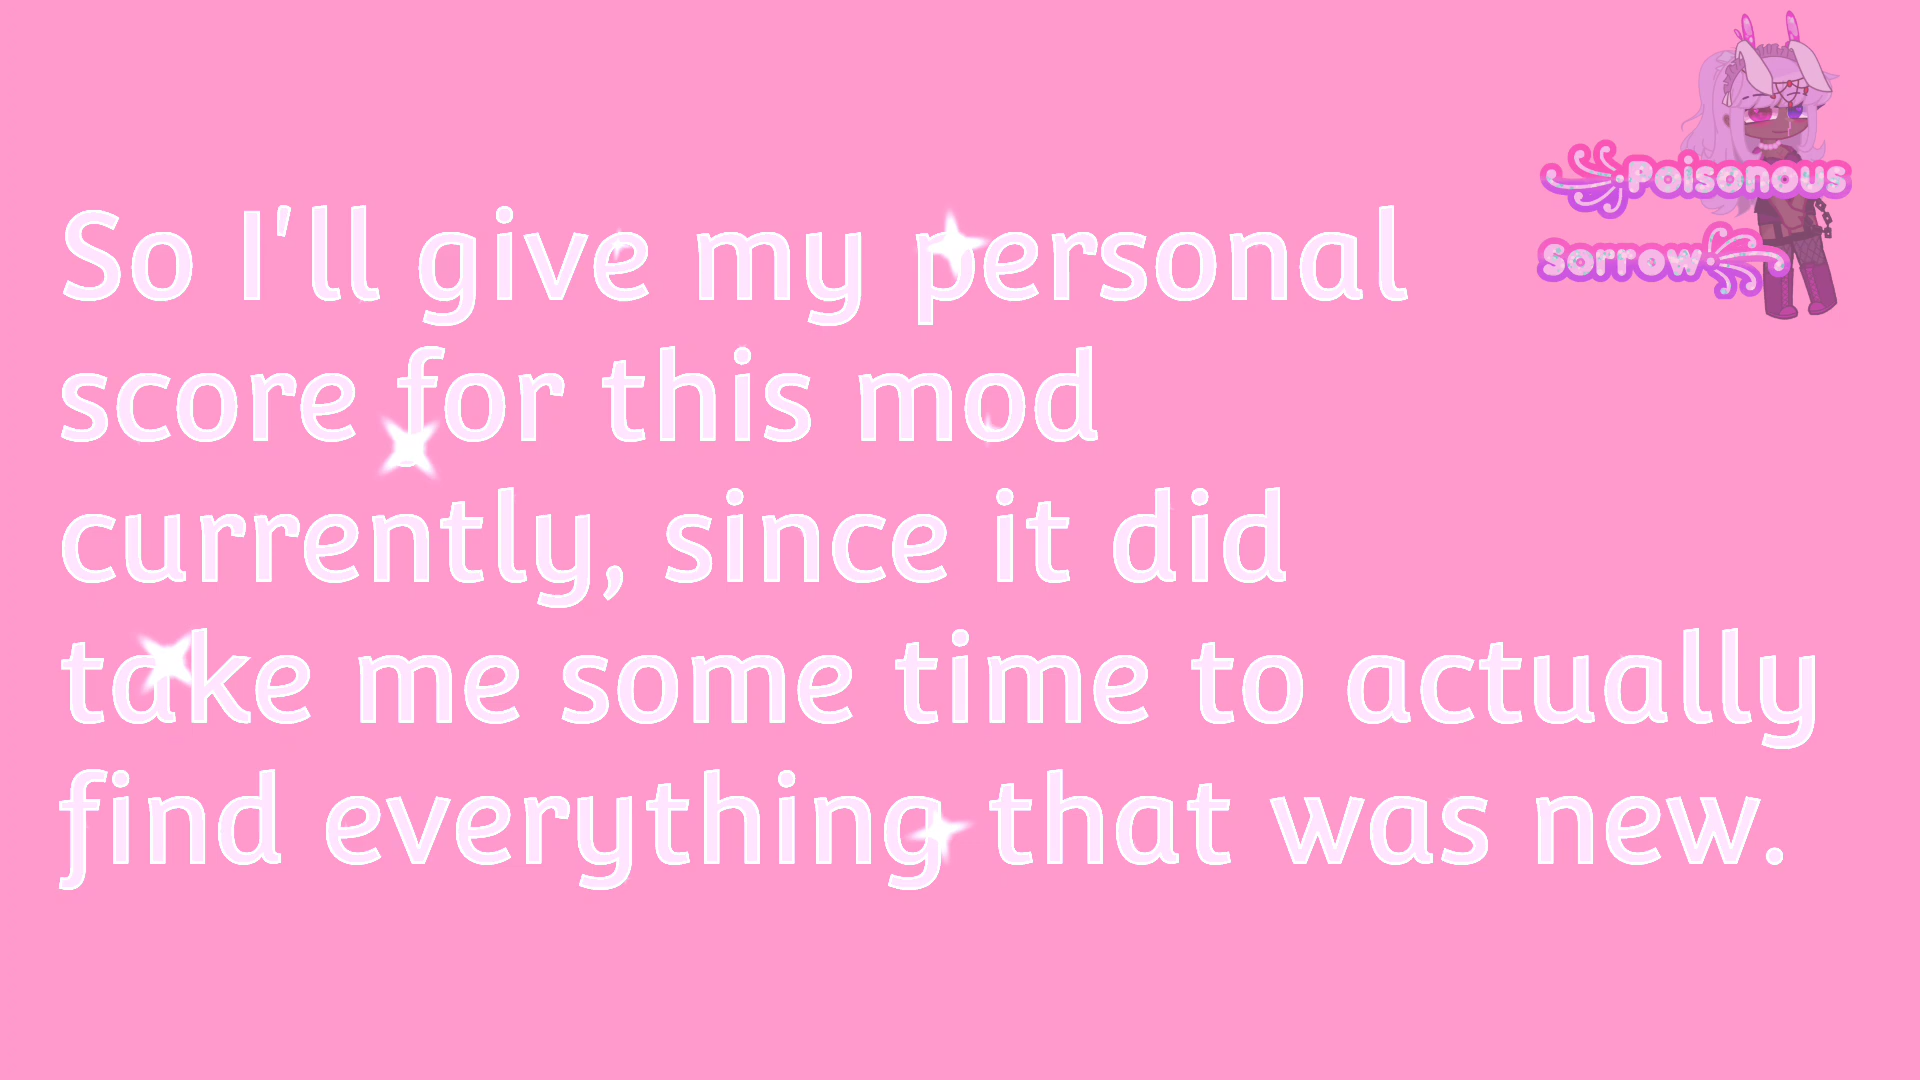 Poisonous
Sorrow
So I'll give my personal
score for this mod
currently, since it did
take me some time to actually
find everything that was new.